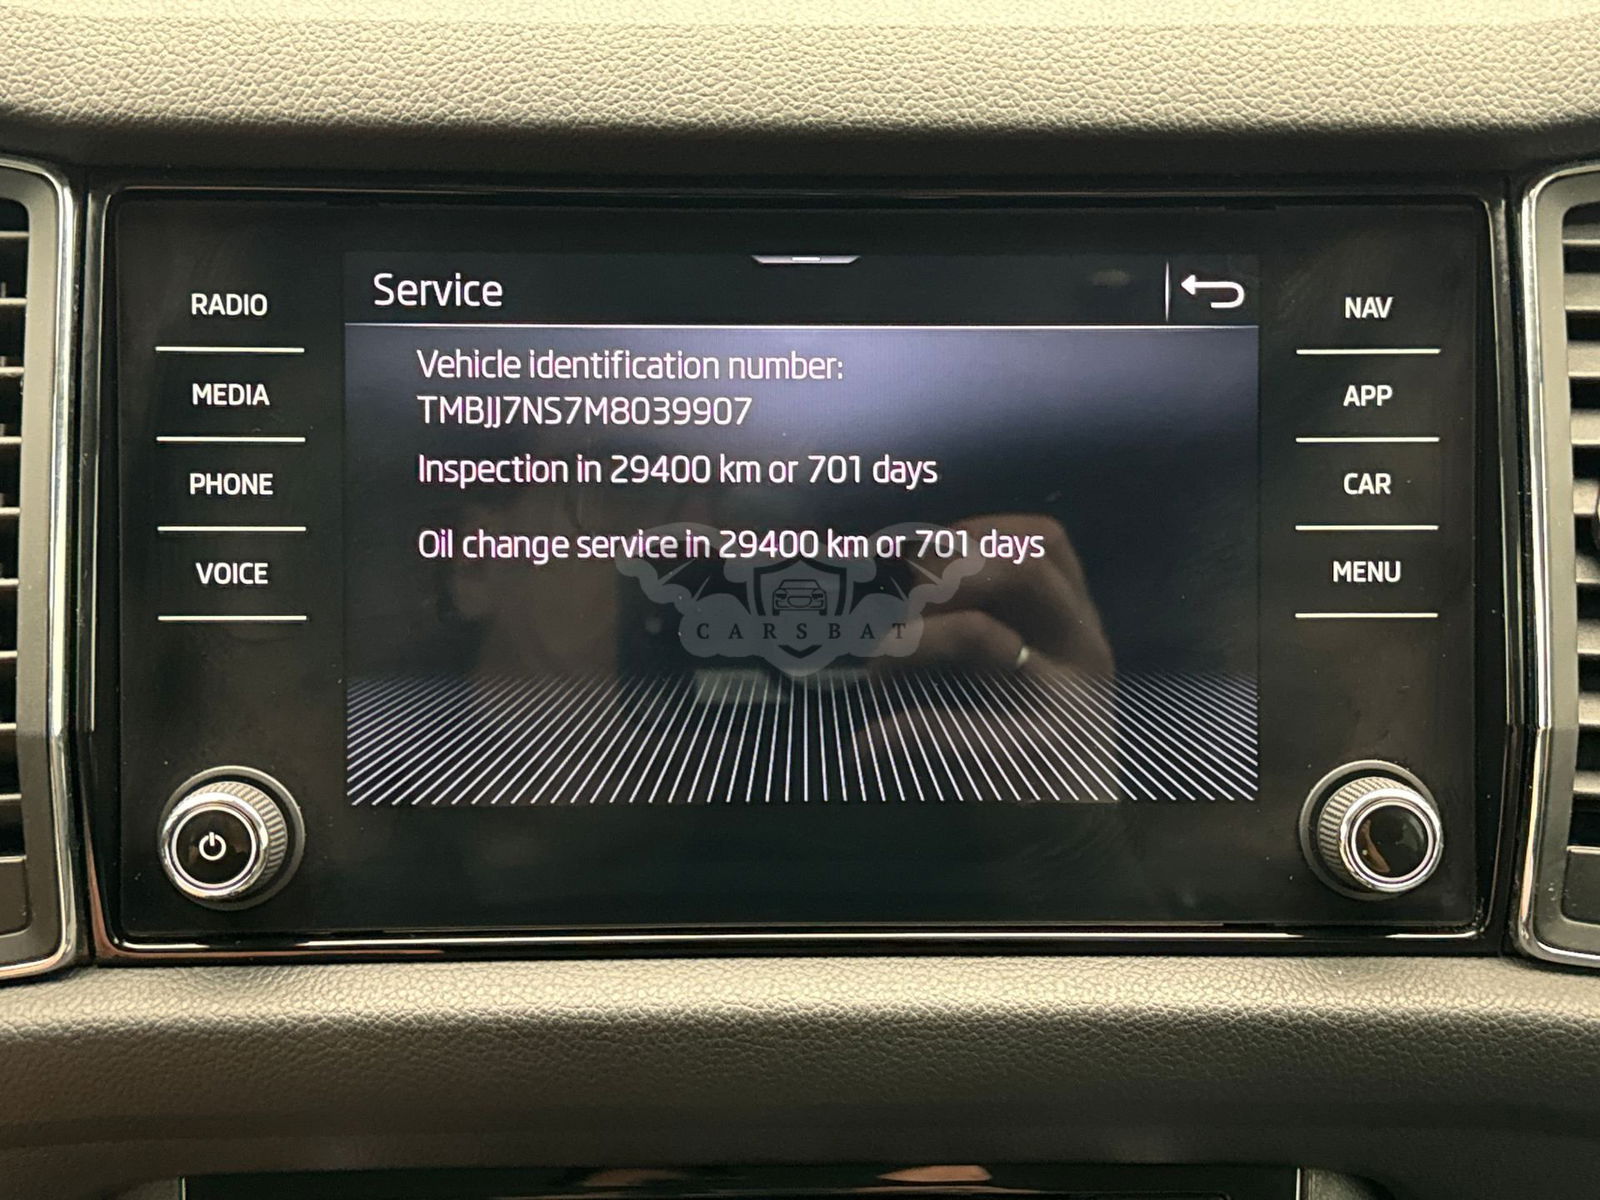 Service
RADIO
MEDIA
PHONE
VOICE
Vehicle identification number:
TMBJJ7NS7M8039907
Inspection in 29400 km or 701 days
Oil change service in 29400 km or 701 days
CARSBAT
NAV
APP
CAR
MENU